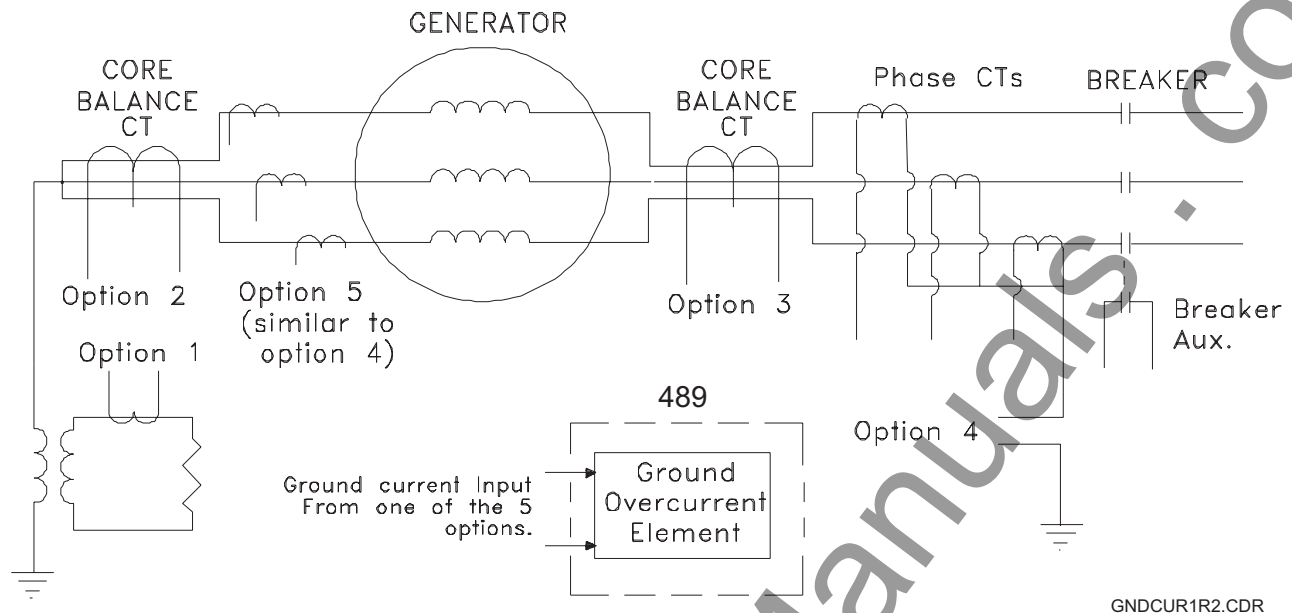 GENERATOR
CORE
BALANCE
CT
CORE
BALANCE
CT
Phase CTs
BREAKER
Option 2
Option 5
(similar to
option 4)
Option 3
Breaker
Aux.
Option 1
489
Option 4
Ground current Input
From one of the 5
options.
Ground
Overcurrent
Element
GNDCUR1R2.CDR
Manuals . co